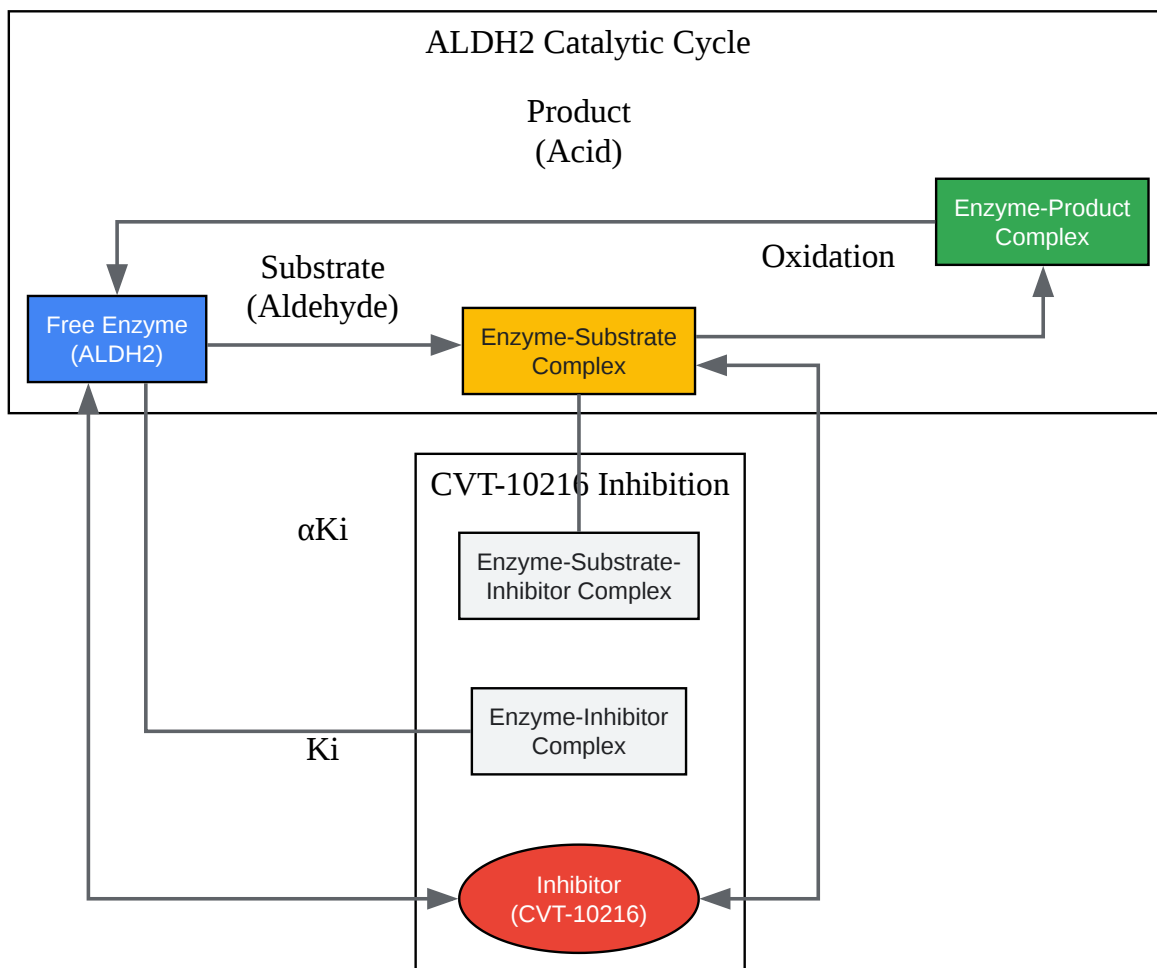 ALDH2 Catalytic Cycle
Product
(Acid)
Enzyme-Product
Complex
Oxidation
Substrate
(Aldehyde)
Free Enzyme
(ALDH2)
Enzyme-Substrate
Complex
CVT-10216 Inhibition
αKi
Enzyme-Substrate-
Inhibitor Complex
Enzyme-Inhibitor
Complex
Ki
Inhibitor
(CVT-10216)